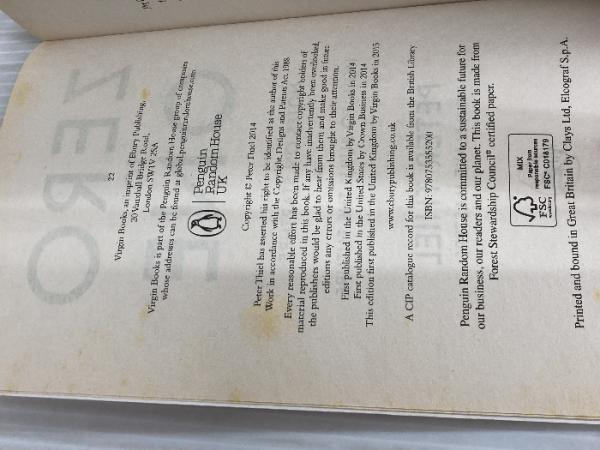 22
Virgin Books, an imprint of Ebury Publishing,
20 Vauxhall Bridge Road,
London SW1V 2SA
Virgin Books is part of the Penguin Random House group of companies
whose addresses can be found at global.penguinrandomhouse.com
Penguin
Random House
UK
Copyright © Peter Thiel 2014
Peter Thiel has asserted his right to be identified as the author of this
Work in accordance with the Copyright, Designs and Patents Act 1988
Every reasonable effort has been made to contact copyright holders of
material reproduced in this book. If any have inadvertently been overlooked,
the publishers would be glad to hear from them and make good in future
editions any errors or omissions brought to their attention.
First published in the United Kingdom by Virgin Books in 2014
First published in the United States by Crown Business in 2014
This edition first published in the United Kingdom by Virgin Books in 2015
www.eburypublishing.co.uk
A CIP catalogue record for this book is available from the British Library
ISBN: 9780753555200
Penguin Random House is committed to a sustainable future for
our business, our readers and our planet. This book is made from
Forest Stewardship Council® certified paper.
MIX
Paper from
responsible sources
FSC® C018179
FSC
Printed and bound in Great Britain by Clays Ltd, Elcograf S.p.A.